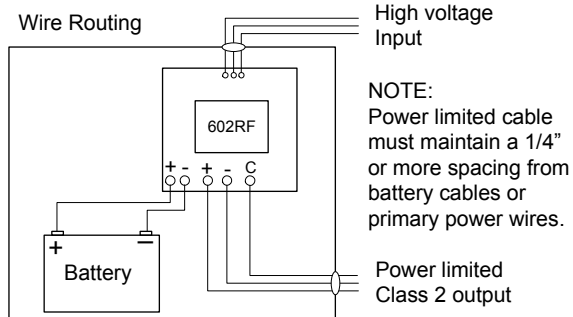 Wire Routing
High voltage
Input
602RF
+ - + - C
NOTE:
Power limited cable
must maintain a 1/4”
or more spacing from
battery cables or
primary power wires.
+ −
Battery
Power limited
Class 2 output